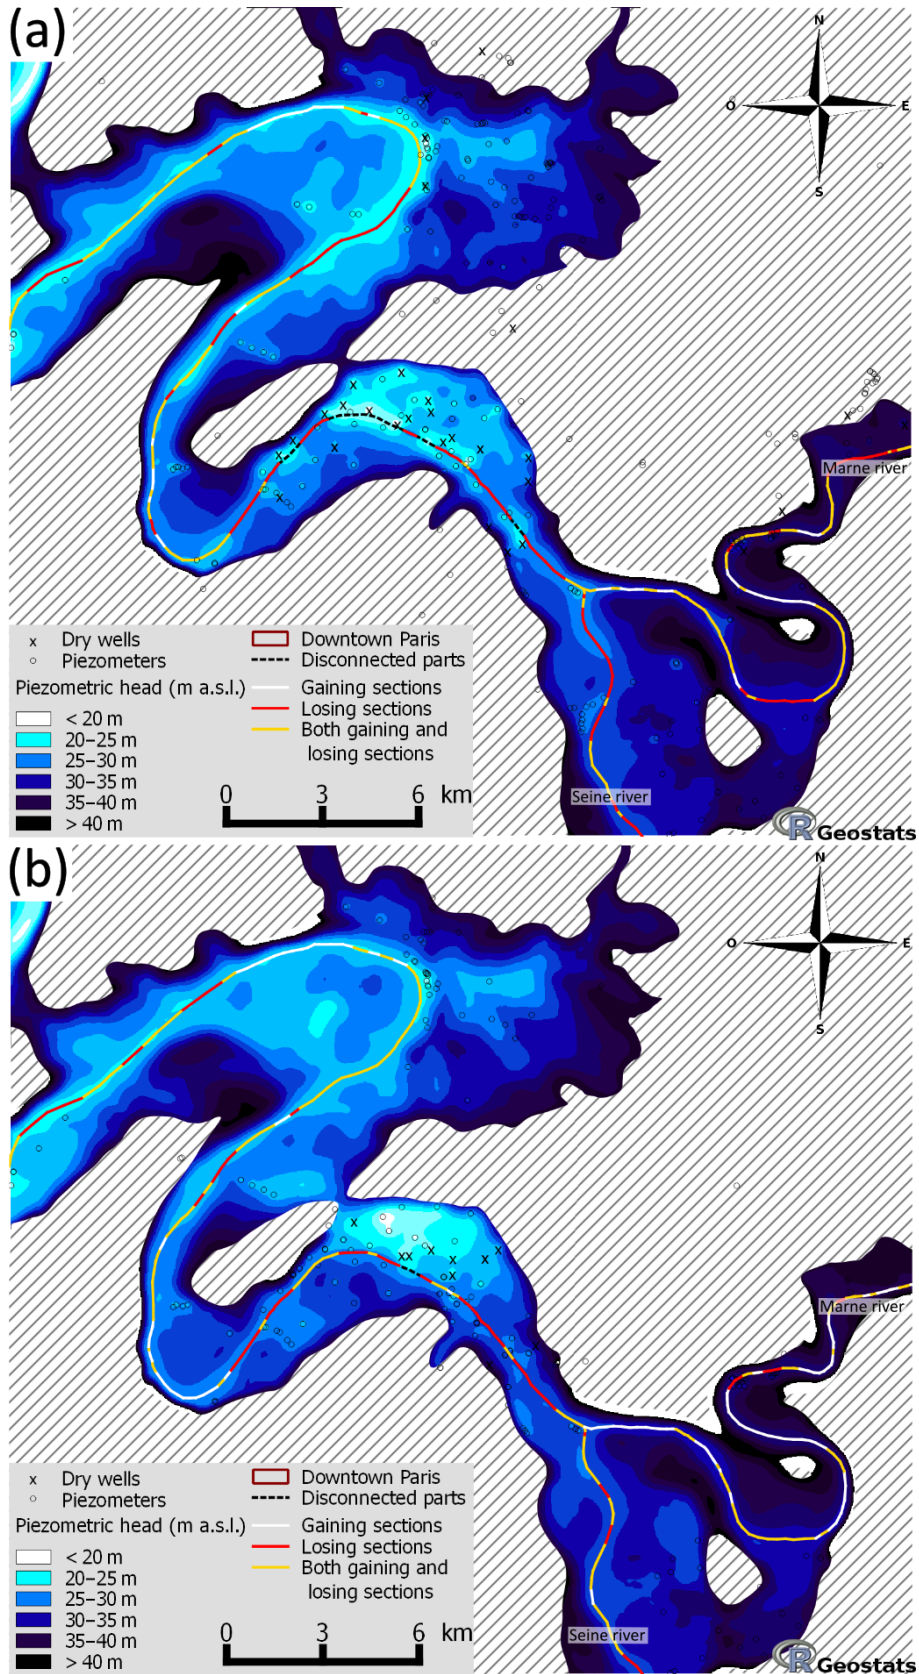 (a)
N
O
E
S
Marne river
x Dry wells
Piezometers
Piezometric head (m a.s.l.)
< 20 m
20–25 m
25–30 m
30–35 m
35–40 m
> 40 m
Downtown Paris
Disconnected parts
Gaining sections
Losing sections
Both gaining and
losing sections
0 3 6 km
Seine river
R Geostats
(b)
N
O
E
S
Marne river
x Dry wells
Piezometers
Piezometric head (m a.s.l.)
< 20 m
20–25 m
25–30 m
30–35 m
35–40 m
> 40 m
Downtown Paris
Disconnected parts
Gaining sections
Losing sections
Both gaining and
losing sections
0 3 6 km
Seine river
R Geostats